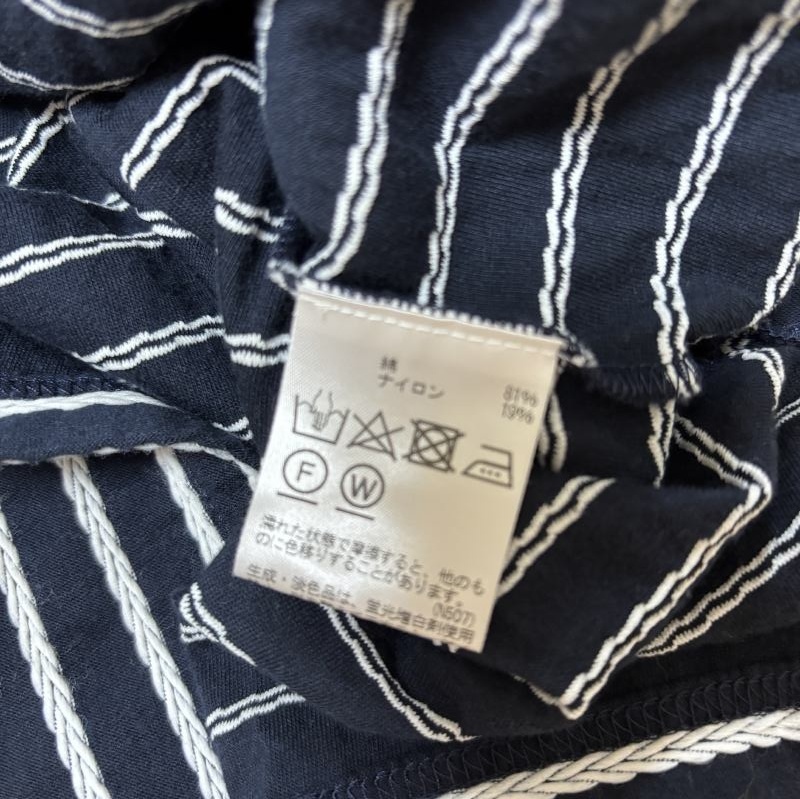 綿 81%
ナイロン 19%
F W
濡れた状態で摩擦すると、他のも
のに色移りすることがあります。
(N507)
生成・淡色品は、蛍光増白剤使用